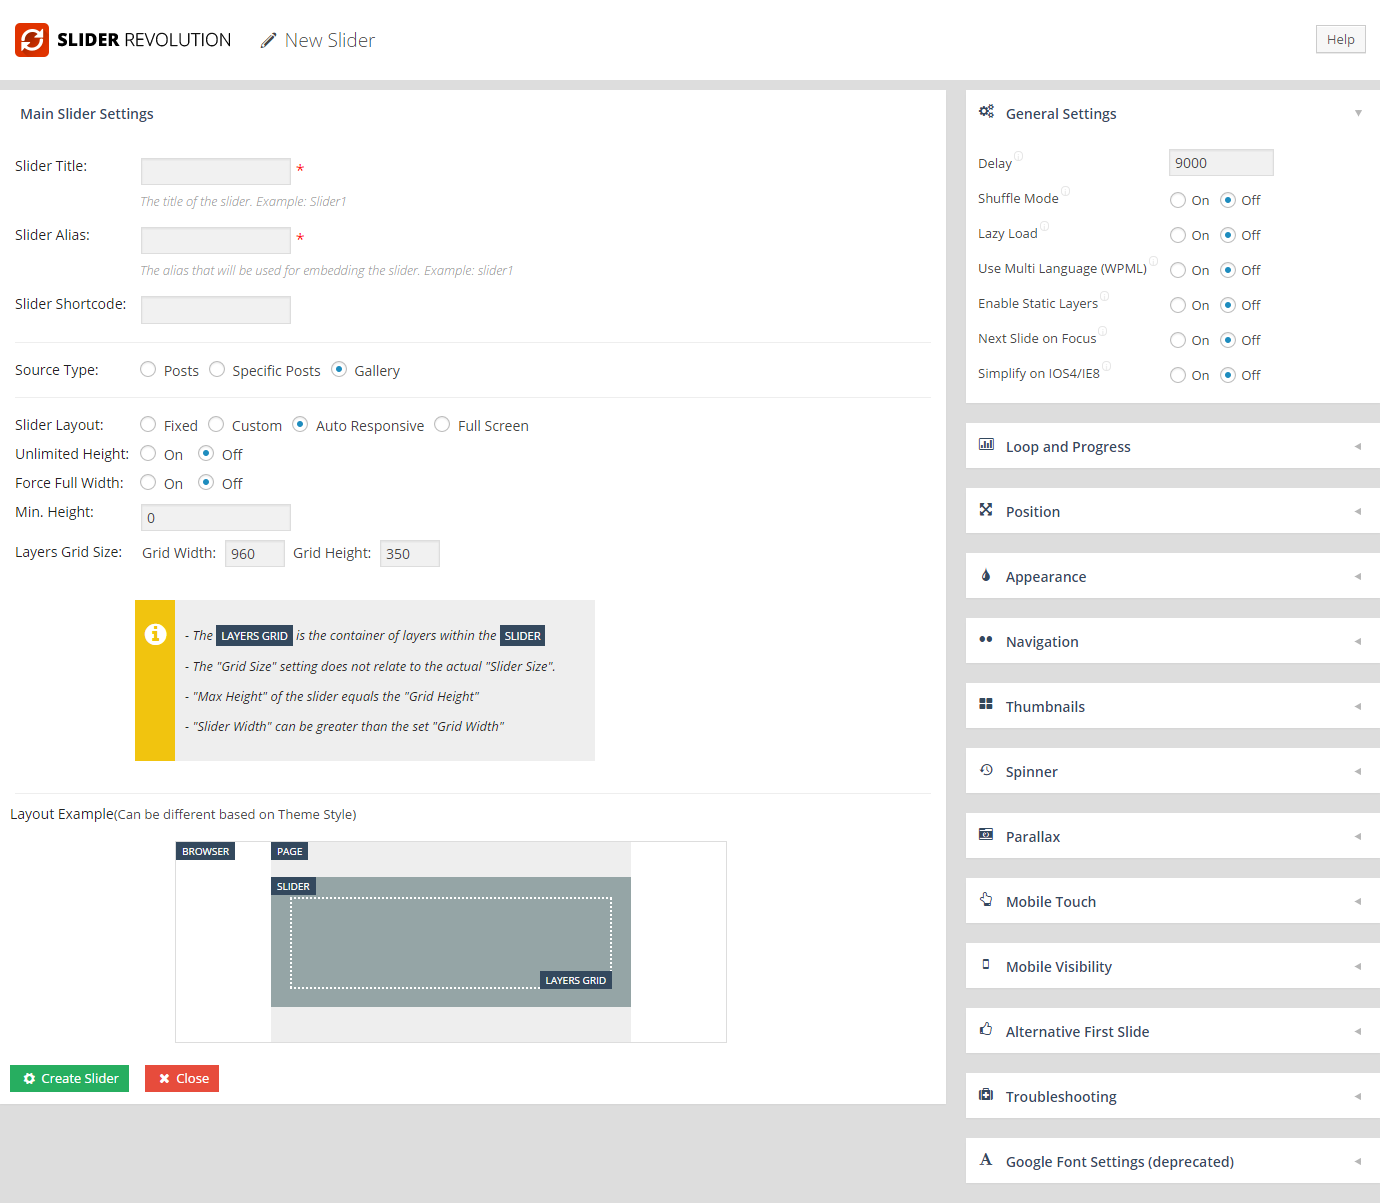 SLIDER REVOLUTION New Slider Help
Main Slider Settings
Slider Title: *
The title of the slider. Example: Slider1
Slider Alias: *
The alias that will be used for embedding the slider. Example: slider1
Slider Shortcode:
Source Type: Posts Specific Posts Gallery
Slider Layout: Fixed Custom Auto Responsive Full Screen
Unlimited Height: On Off
Force Full Width: On Off
Min. Height: 0
Layers Grid Size: Grid Width: 960 Grid Height: 350
- The LAYERS GRID is the container of layers within the SLIDER
- The "Grid Size" setting does not relate to the actual "Slider Size".
- "Max Height" of the slider equals the "Grid Height"
- "Slider Width" can be greater than the set "Grid Width"
Layout Example(Can be different based on Theme Style)
BROWSER PAGE
SLIDER
LAYERS GRID
Create Slider Close
General Settings
Delay 9000
Shuffle Mode On Off
Lazy Load On Off
Use Multi Language (WPML) On Off
Enable Static Layers On Off
Next Slide on Focus On Off
Simplify on IOS4/IE8 On Off
Loop and Progress
Position
Appearance
Navigation
Thumbnails
Spinner
Parallax
Mobile Touch
Mobile Visibility
Alternative First Slide
Troubleshooting
Google Font Settings (deprecated)